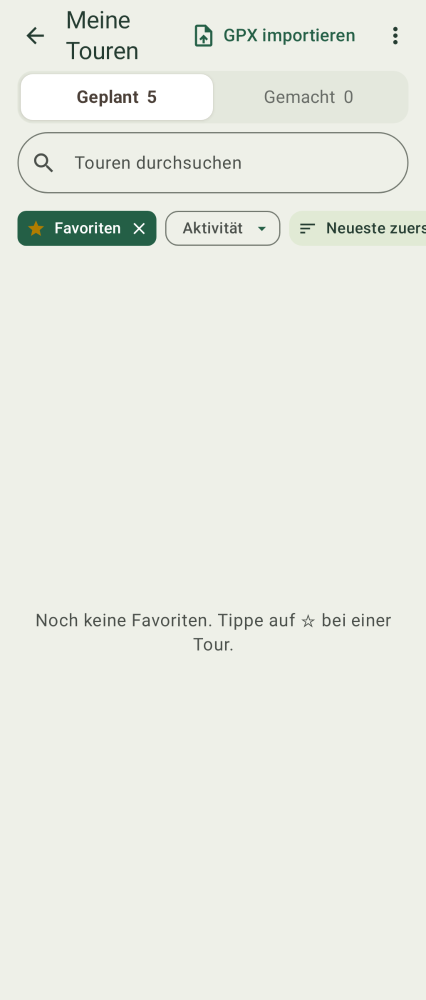 Meine
Touren
GPX importieren
Geplant 5
Gemacht 0
Touren durchsuchen
Favoriten
Aktivität
Neueste zuers
Noch keine Favoriten. Tippe auf ☆ bei einer
Tour.